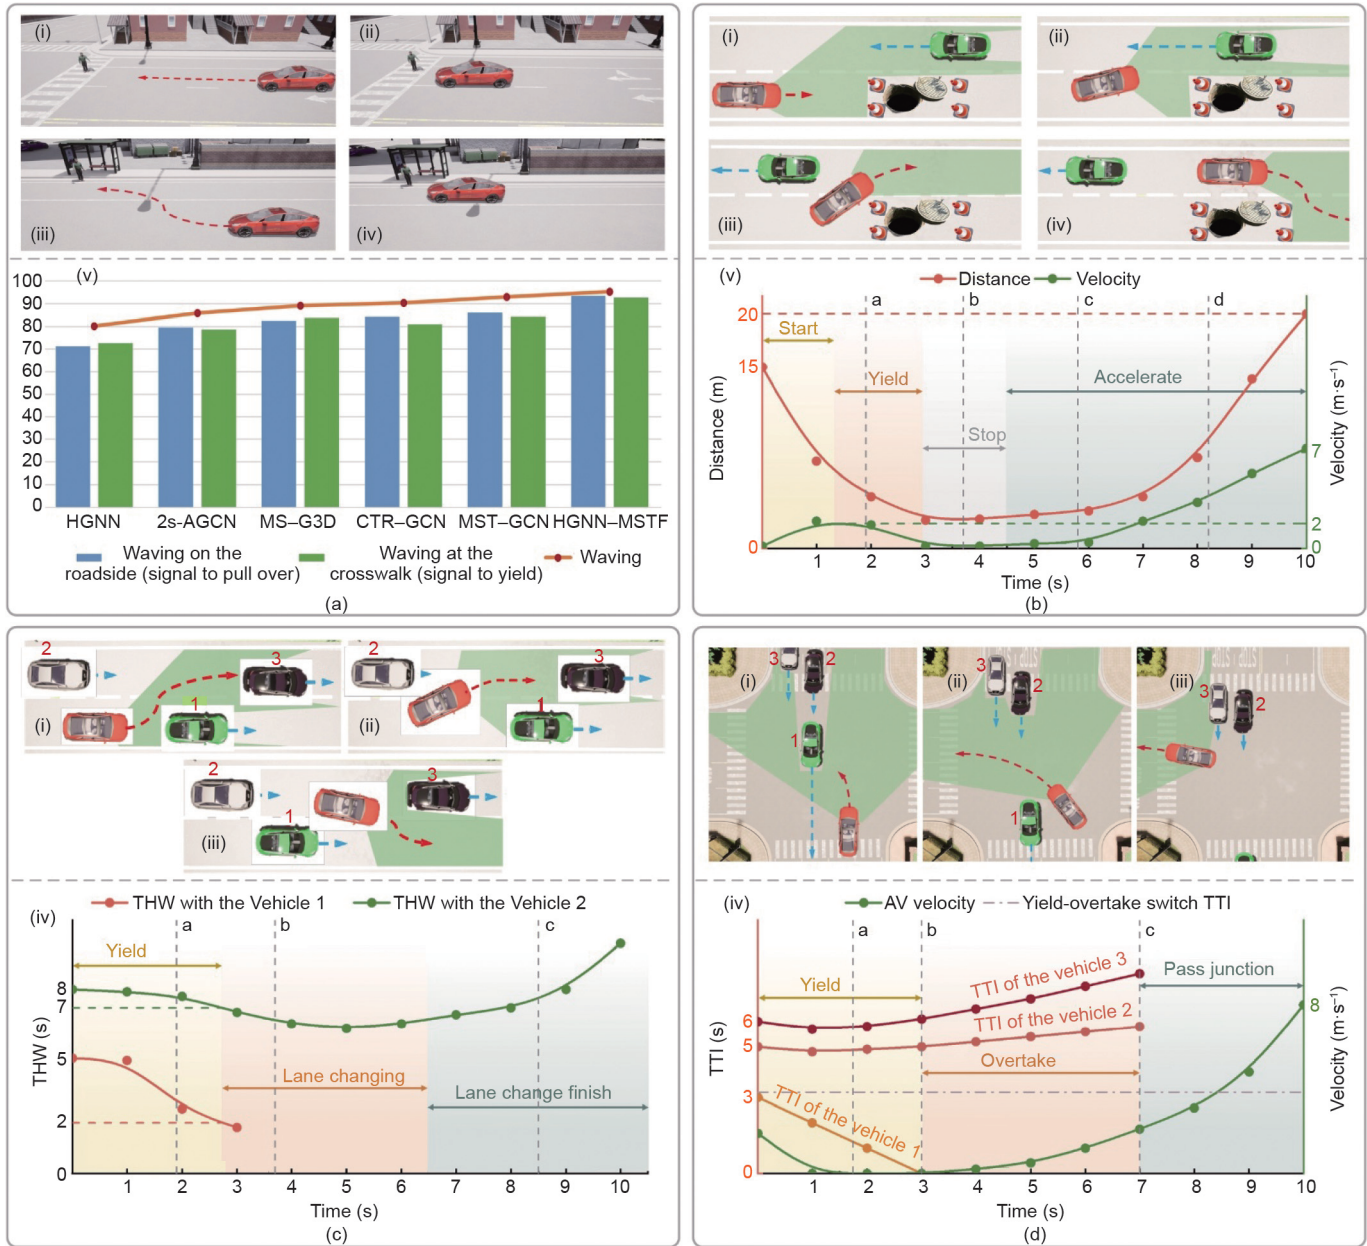 (i)
(ii)
(iii)
(iv)
(v)
100
90
80
70
60
50
40
30
20
10
0
HGNN
2s-AGCN
MS–G3D
CTR–GCN
MST–GCN
HGNN–MSTF
Waving on the
roadside (signal to pull over)
Waving at the
crosswalk (signal to yield)
Waving
(a)
(i)
(ii)
(iii)
(iv)
(v)
Distance
Velocity
a
b
c
d
20
Start
15
Yield
Accelerate
Stop
Distance (m)
Velocity (m·s⁻¹)
7
2
0
0
1
2
3
4
5
6
7
8
9
10
Time (s)
(b)
2
3
1
(i)
2
3
1
(ii)
2
3
1
(iii)
THW with the Vehicle 1
THW with the Vehicle 2
(iv)
a
b
c
Yield
8
7
5
2
0
THW (s)
Lane changing
Lane change finish
1
2
3
4
5
6
7
8
9
10
Time (s)
(c)
3
2
1
(i)
3
2
1
(ii)
3
2
(iii)
STOP
STOP
STOP
STOP
(iv)
AV velocity
Yield-overtake switch TTI
a
b
c
Yield
TTI of the vehicle 3
Pass junction
TTI of the vehicle 2
Overtake
TTI of the vehicle 1
6
5
3
0
TTI (s)
8
Velocity (m·s⁻¹)
1
2
3
4
5
6
7
8
9
10
Time (s)
(d)